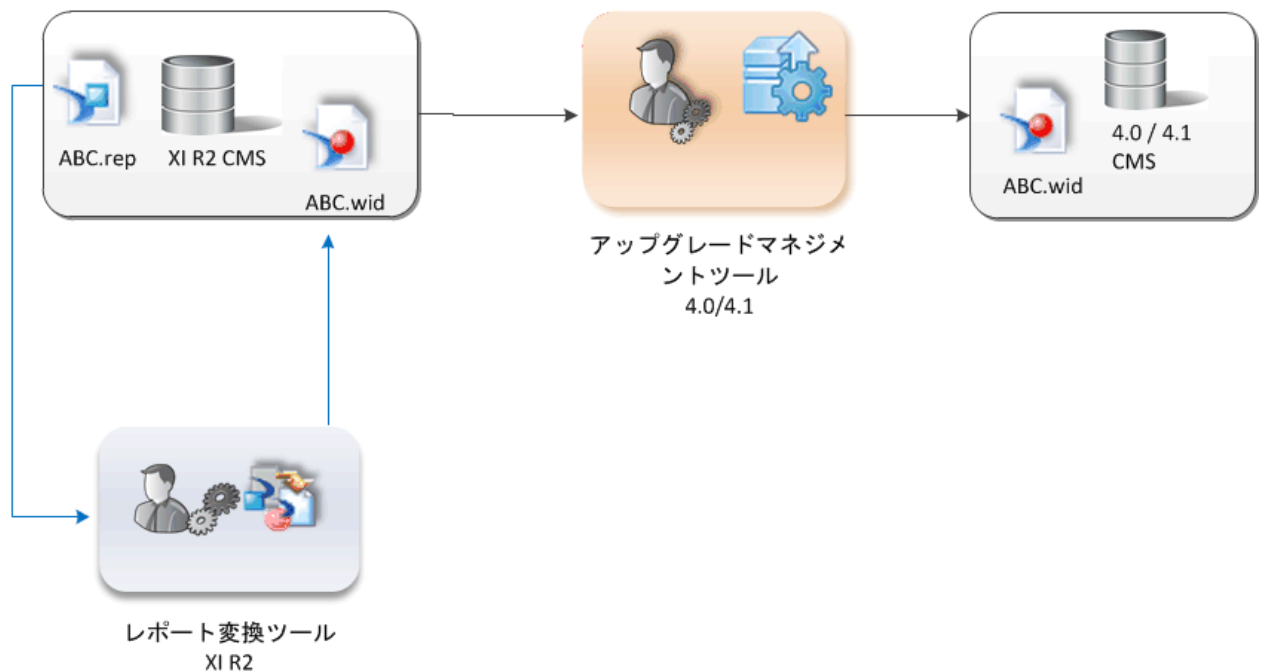 ABC.rep
XI R2 CMS
ABC.wid
アップグレードマネジメ
ントツール
4.0/4.1
4.0 / 4.1
CMS
ABC.wid
レポート変換ツール
XI R2